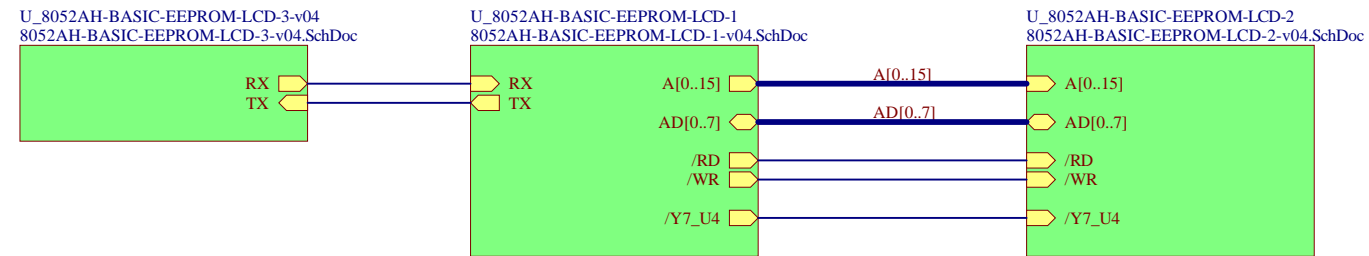 U_8052AH-BASIC-EEPROM-LCD-3-v04
8052AH-BASIC-EEPROM-LCD-3-v04.SchDoc
RX
TX
U_8052AH-BASIC-EEPROM-LCD-1
8052AH-BASIC-EEPROM-LCD-1-v04.SchDoc
RX
TX
A[0..15]
AD[0..7]
/RD
/WR
/Y7_U4
A[0..15]
AD[0..7]
U_8052AH-BASIC-EEPROM-LCD-2
8052AH-BASIC-EEPROM-LCD-2-v04.SchDoc
A[0..15]
AD[0..7]
/RD
/WR
/Y7_U4